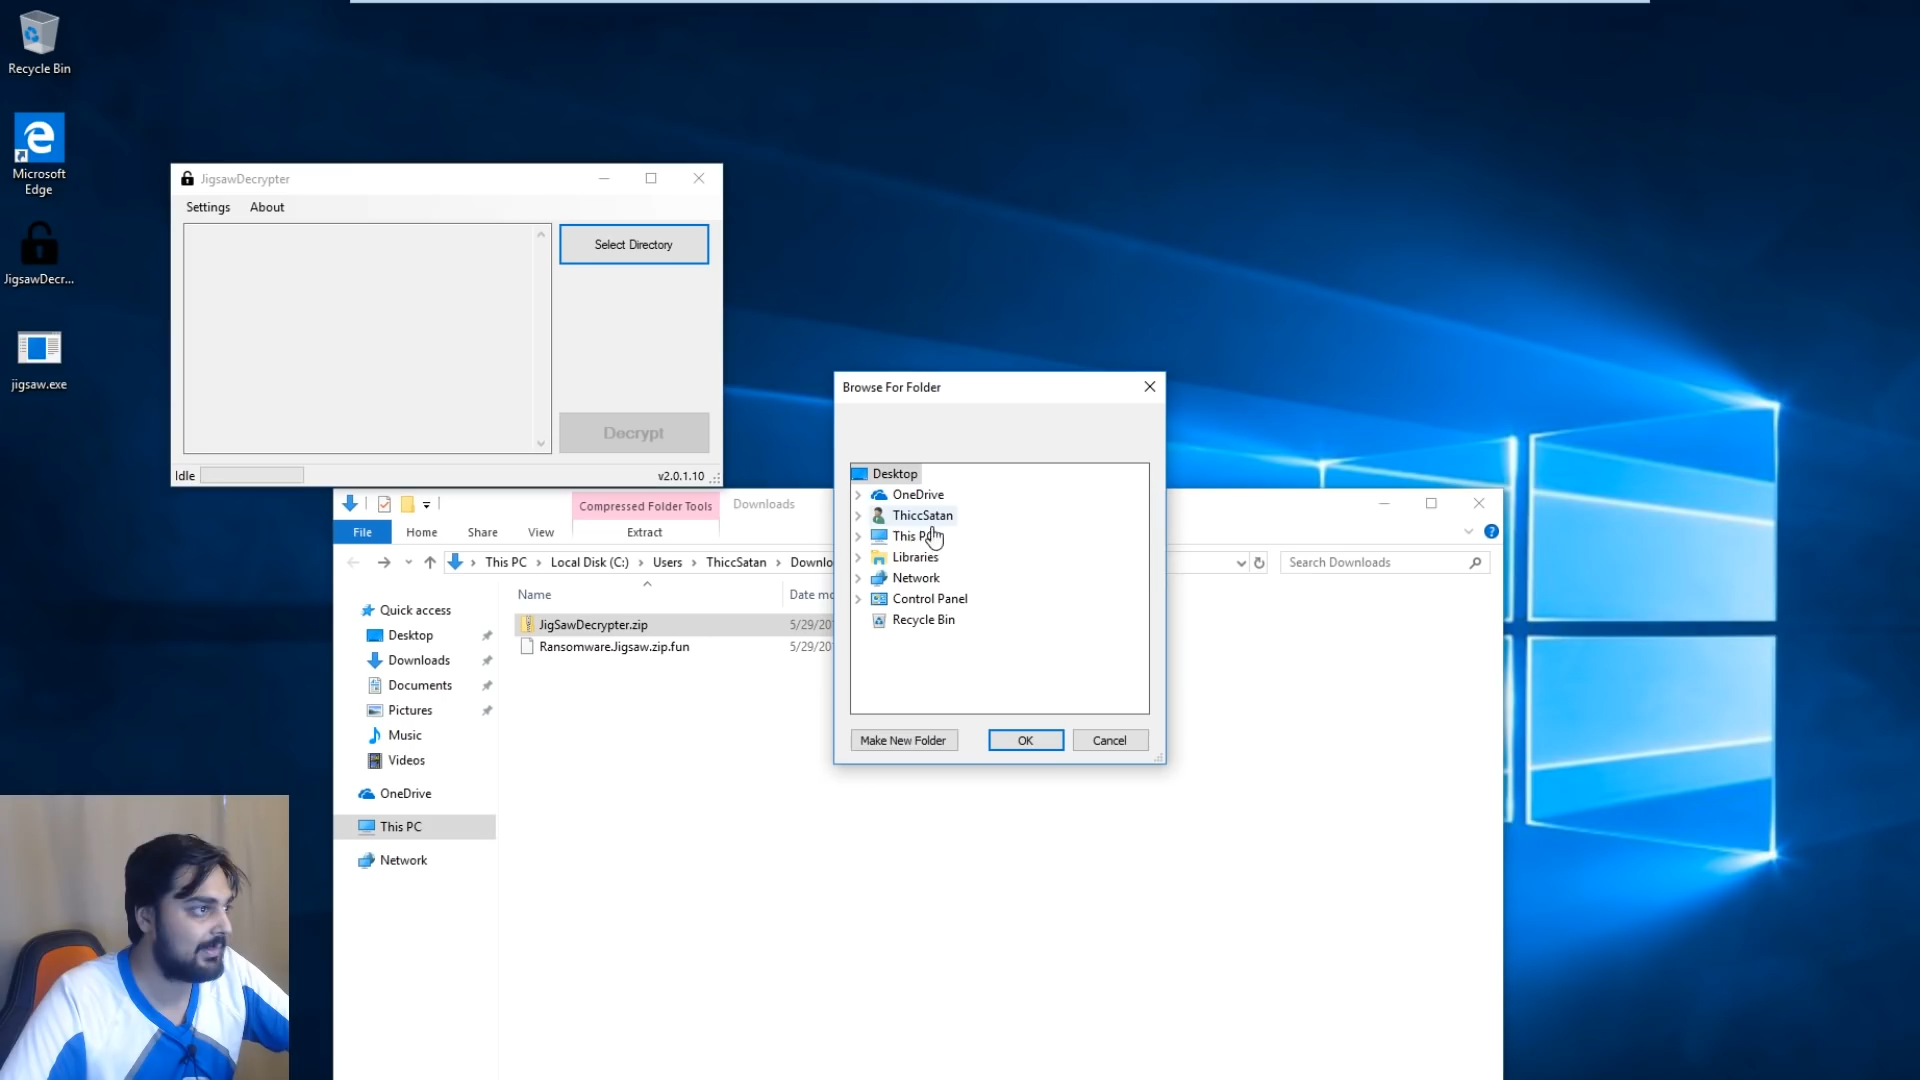 Recycle Bin
Microsoft
Edge
JigsawDecr...
jigsaw.exe
JigsawDecrypter
Settings About
Select Directory
Decrypt
Idle v2.0.1.10
Browse For Folder
Desktop
OneDrive
ThiccSatan
This PC
Libraries
Network
Control Panel
Recycle Bin
Make New Folder OK Cancel
Compressed Folder Tools Downloads
File Home Share View Extract
This PC Local Disk (C:) Users ThiccSatan Downlo
Search Downloads
Name Date mo
JigSawDecrypter.zip 5/29/20
Ransomware.Jigsaw.zip.fun 5/29/20
Quick access
Desktop
Downloads
Documents
Pictures
Music
Videos
OneDrive
This PC
Network